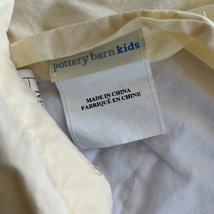 pottery barn kids
MADE IN CHINA
FABRIQUÉ EN CHINE